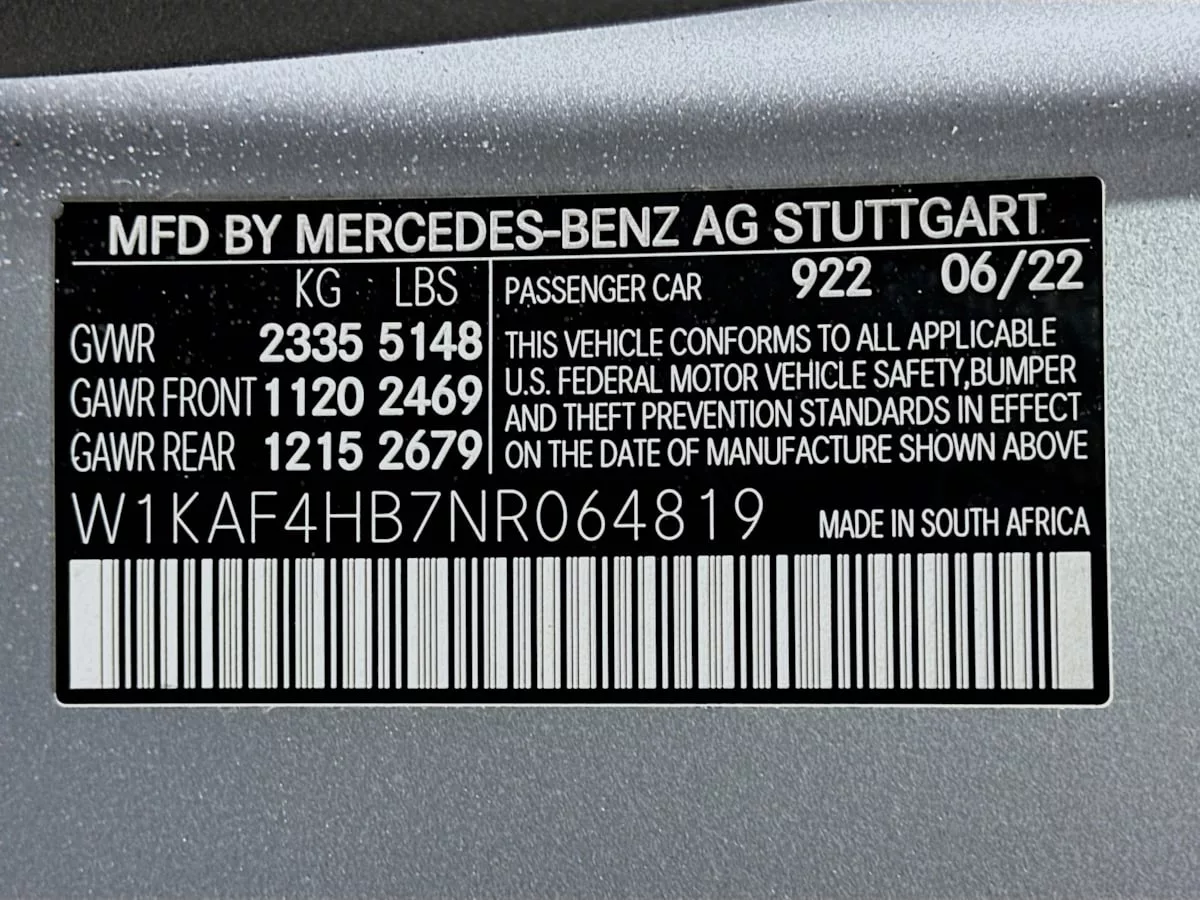 MFD BY MERCEDES-BENZ AG STUTTGART
KG LBS
GVWR 2335 5148
GAWR FRONT 1120 2469
GAWR REAR 1215 2679
PASSENGER CAR 922 06/22
THIS VEHICLE CONFORMS TO ALL APPLICABLE
U.S. FEDERAL MOTOR VEHICLE SAFETY,BUMPER
AND THEFT PREVENTION STANDARDS IN EFFECT
ON THE DATE OF MANUFACTURE SHOWN ABOVE
W1KAF4HB7NR064819 MADE IN SOUTH AFRICA